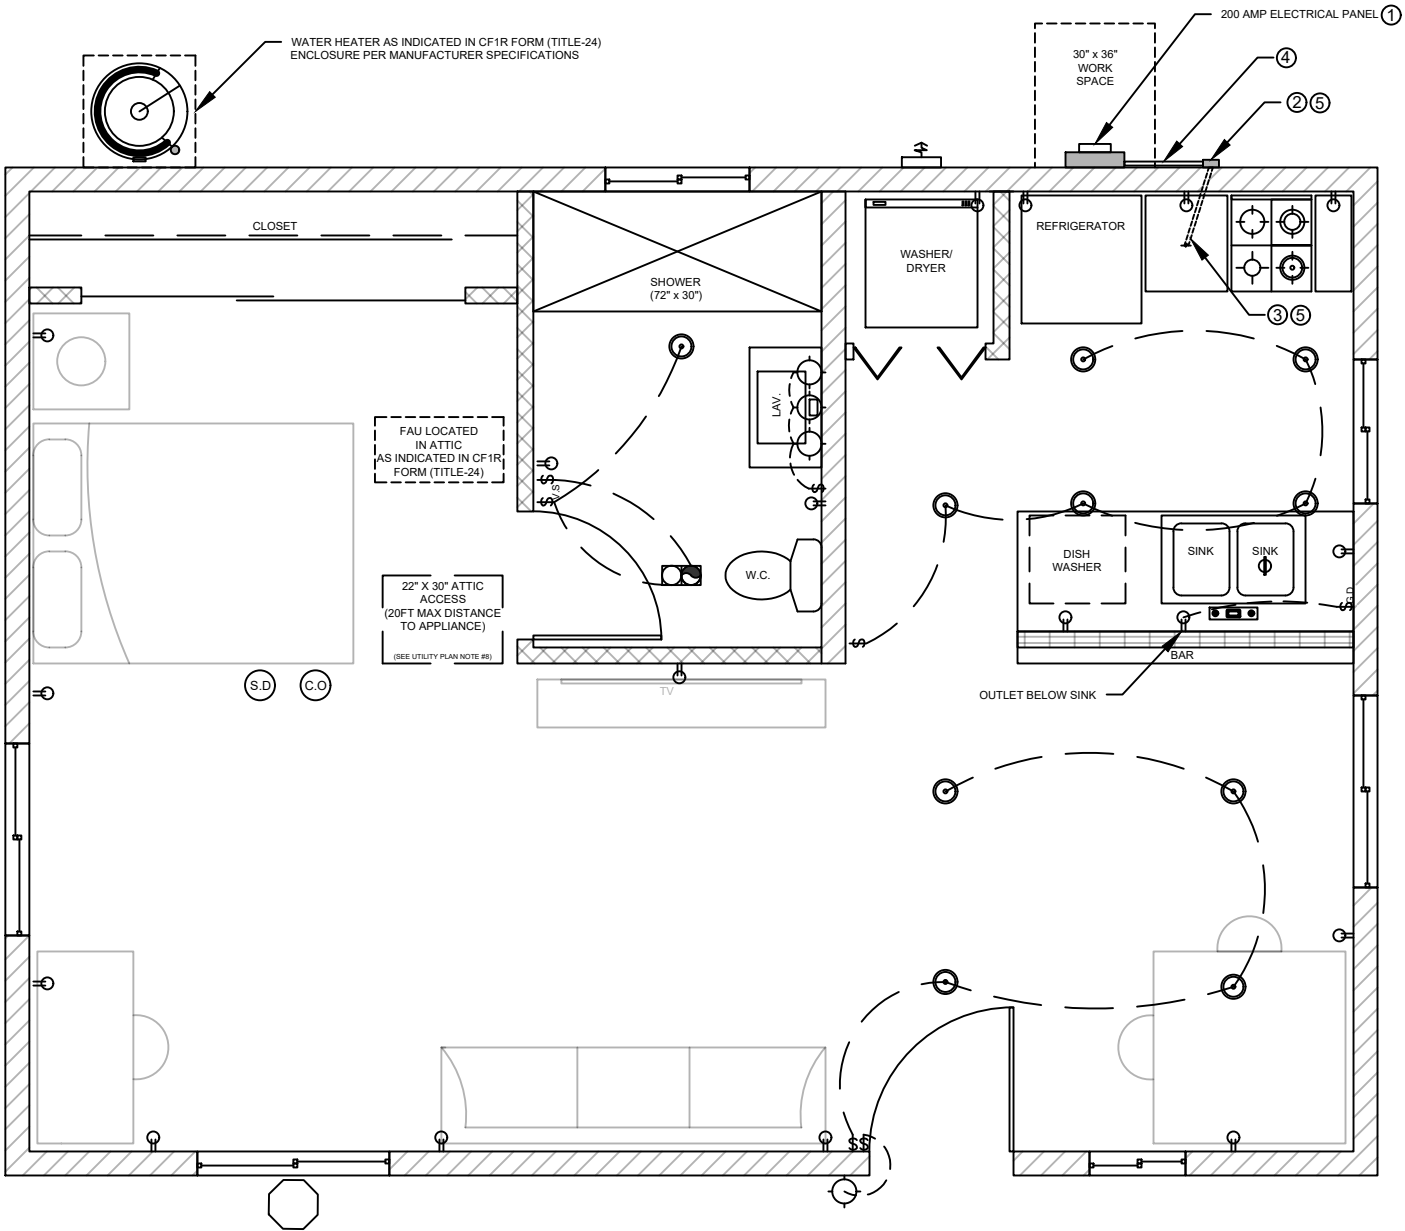 200 AMP ELECTRICAL PANEL 1
WATER HEATER AS INDICATED IN CF1R FORM (TITLE-24)
ENCLOSURE PER MANUFACTURER SPECIFICATIONS
30" x 36"
WORK
SPACE
4
2 5
CLOSET
REFRIGERATOR
WASHER/
DRYER
SHOWER
(72" x 30")
3 5
LAV.
FAU LOCATED
IN ATTIC
AS INDICATED IN CF1R
FORM (TITLE-24)
$
V.S
$
$
SINK
SINK
DISH
WASHER
W.C.
22" X 30" ATTIC
ACCESS
(20FT MAX DISTANCE
TO APPLIANCE)
(SEE UTILITY PLAN NOTE #8)
G.D
$
$
BAR
S.D
C.O
TV
OUTLET BELOW SINK
$$